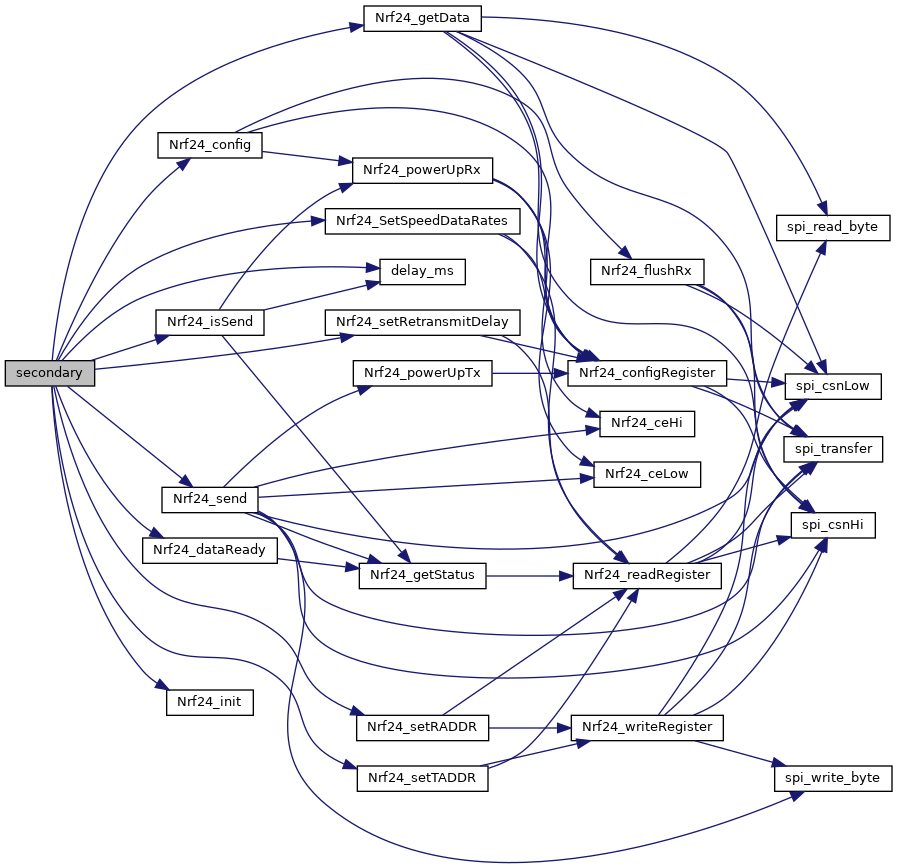 Nrf24_getData
Nrf24_config
Nrf24_powerUpRx
Nrf24_SetSpeedDataRates
spi_read_byte
delay_ms
Nrf24_flushRx
Nrf24_isSend
Nrf24_setRetransmitDelay
secondary
Nrf24_powerUpTx
Nrf24_configRegister
spi_csnLow
Nrf24_ceHi
spi_transfer
Nrf24_ceLow
Nrf24_send
spi_csnHi
Nrf24_dataReady
Nrf24_getStatus
Nrf24_readRegister
Nrf24_init
Nrf24_setRADDR
Nrf24_writeRegister
Nrf24_setTADDR
spi_write_byte